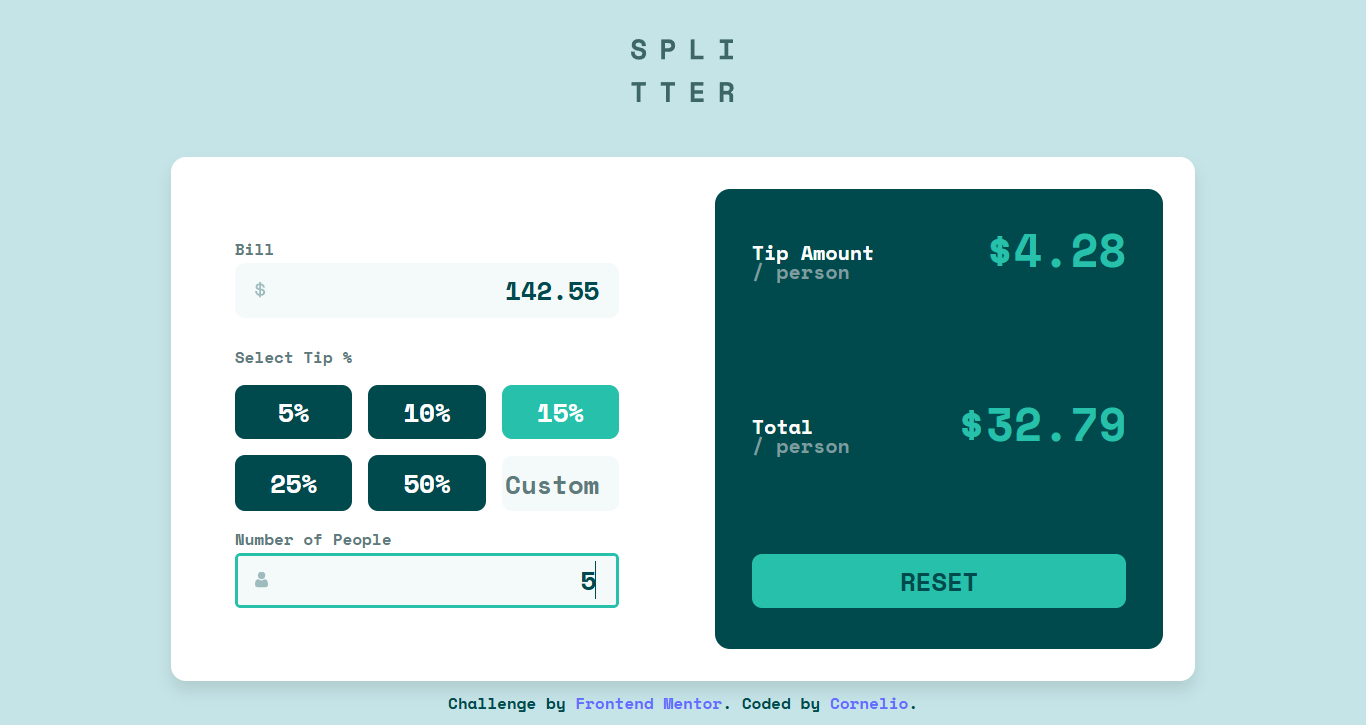 SPLI
TTER
Bill
$ 142.55
Select Tip %
5% 10% 15%
25% 50% Custom
Number of People
5
Tip Amount
/ person
$4.28
Total
/ person
$32.79
RESET
Challenge by Frontend Mentor. Coded by Cornelio.